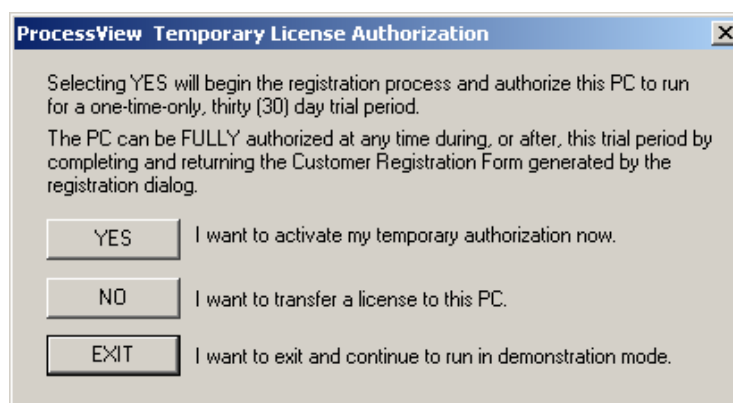 ProcessView Temporary License Authorization
Selecting YES will begin the registration process and authorize this PC to run
for a one-time-only, thirty (30) day trial period.
The PC can be FULLY authorized at any time during, or after, this trial period by
completing and returning the Customer Registration Form generated by the
registration dialog.
YES I want to activate my temporary authorization now.
NO I want to transfer a license to this PC.
EXIT I want to exit and continue to run in demonstration mode.